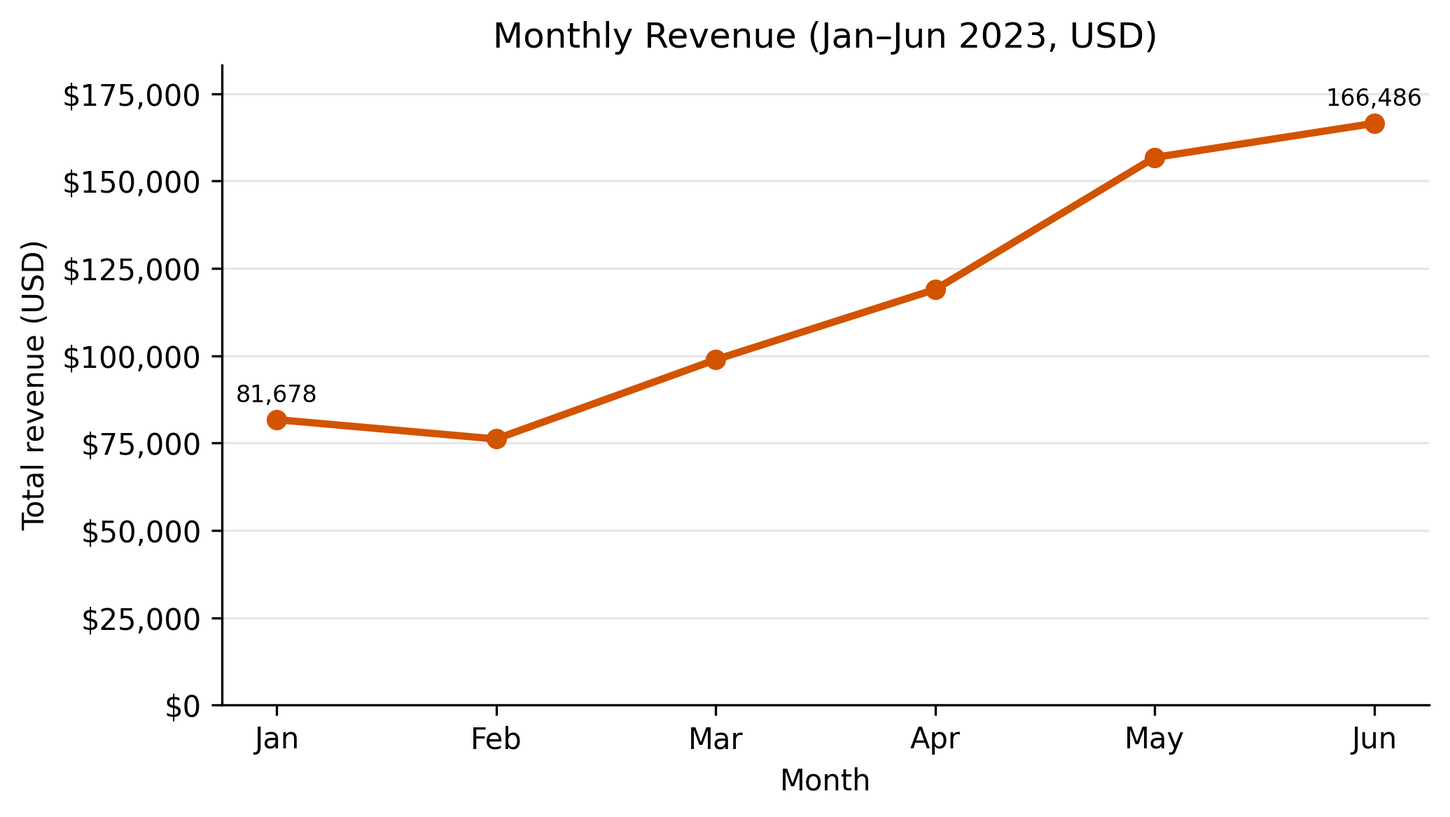 Monthly Revenue (Jan–Jun 2023, USD)
Total revenue (USD)
$175,000
$150,000
$125,000
$100,000
$75,000
$50,000
$25,000
$0
81,678
166,486
Jan Feb Mar Apr May Jun
Month